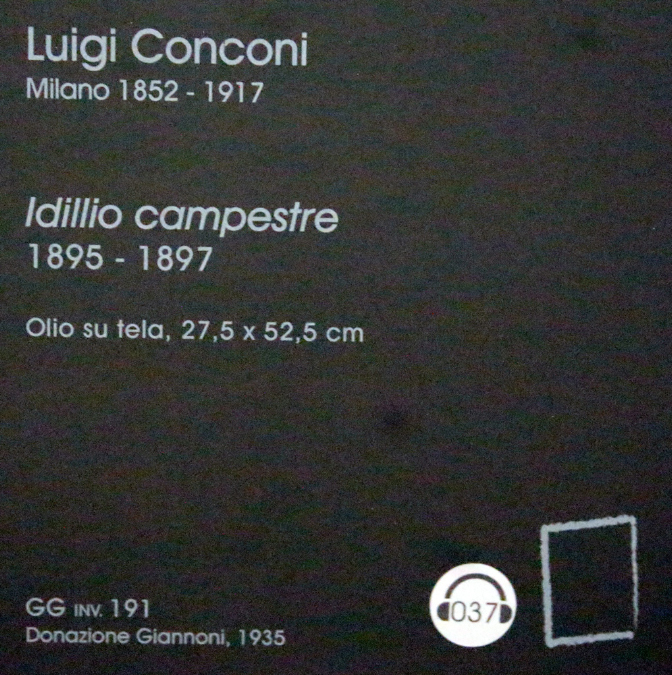 Luigi Conconi
Milano 1852 - 1917
Idillio campestre
1895 - 1897
Olio su tela, 27,5 x 52,5 cm
GG INV. 191
Donazione Giannoni, 1935
037